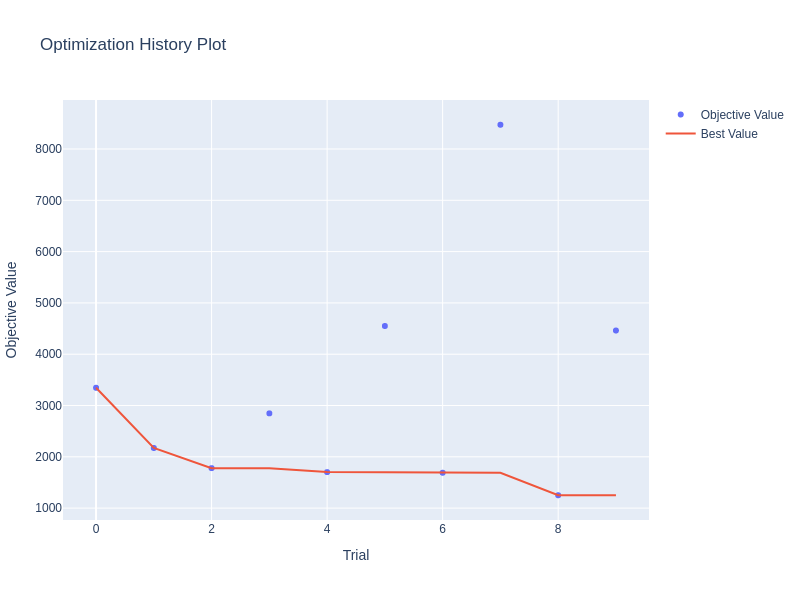 Optimization History Plot
Objective Value
Best Value
8000
7000
6000
5000
4000
3000
2000
1000
Objective Value
0
2
4
6
8
Trial